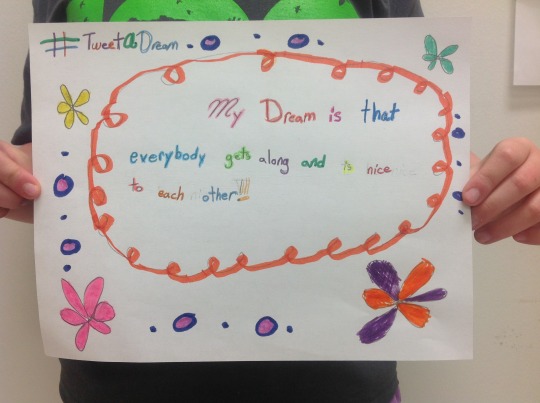 #TweetADream
My Dream is that
everybody gets along and is nice
to each other!!!